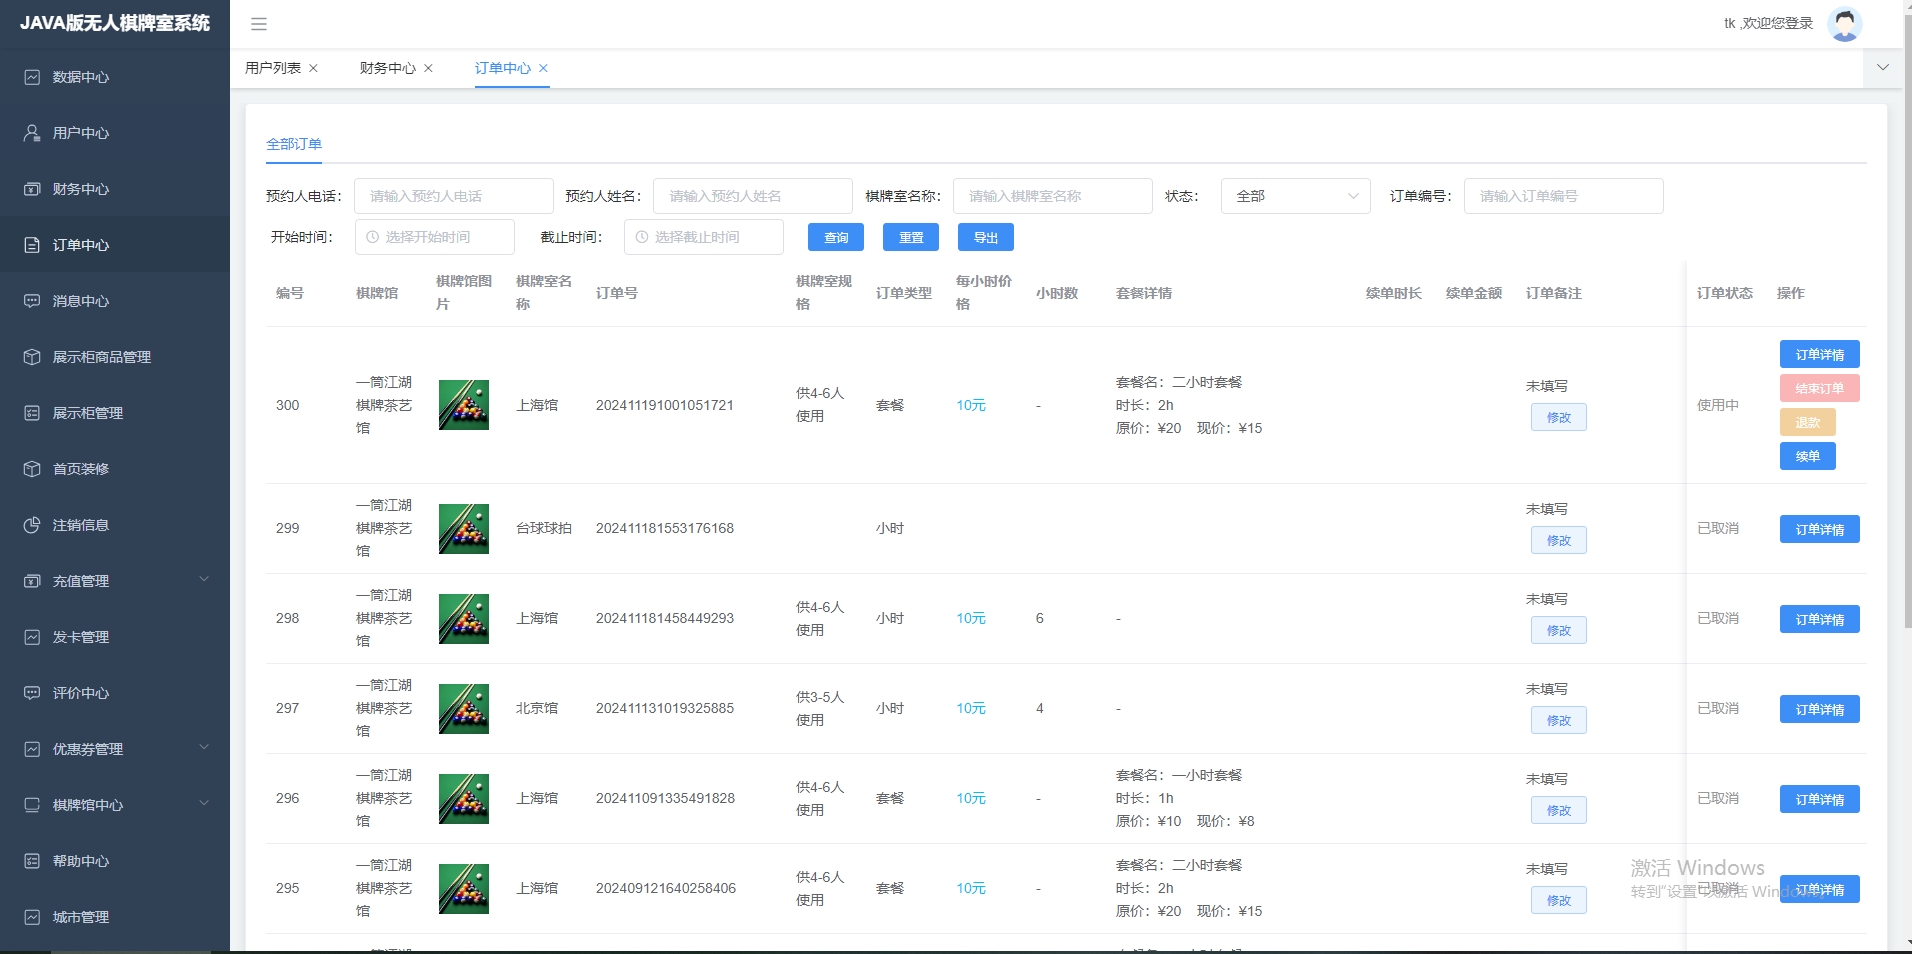 JAVA版无人棋牌室系统
tk ,欢迎您登录
数据中心
用户中心
财务中心
订单中心
消息中心
展示柜商品管理
展示柜管理
首页装修
注销信息
充值管理
发卡管理
评价中心
优惠券管理
棋牌馆中心
帮助中心
城市管理
用户列表 财务中心 订单中心
全部订单
预约人电话： 请输入预约人电话 预约人姓名： 请输入预约人姓名 棋牌室名称： 请输入棋牌室名称 状态： 全部 订单编号： 请输入订单编号
开始时间： 选择开始时间 截止时间： 选择截止时间 查询 重置 导出
编号 棋牌馆 棋牌馆图片 棋牌室名称 订单号 棋牌室规格 订单类型 每小时价格 小时数 套餐详情 续单时长 续单金额 订单备注 订单状态 操作
300 一筒江湖棋牌茶艺馆 上海馆 202411191001051721 供4-6人使用 套餐 10元 -
套餐名：二小时套餐
时长：2h
原价：¥20 现价：¥15
未填写
修改
使用中
订单详情
结束订单
退款
续单
299 一筒江湖棋牌茶艺馆 台球球拍 202411181553176168 小时
未填写
修改
已取消 订单详情
298 一筒江湖棋牌茶艺馆 上海馆 202411181458449293 供4-6人使用 小时 10元 6 -
未填写
修改
已取消 订单详情
297 一筒江湖棋牌茶艺馆 北京馆 202411131019325885 供3-5人使用 小时 10元 4 -
未填写
修改
已取消 订单详情
296 一筒江湖棋牌茶艺馆 上海馆 202411091335491828 供4-6人使用 套餐 10元 -
套餐名：一小时套餐
时长：1h
原价：¥10 现价：¥8
未填写
修改
已取消 订单详情
295 一筒江湖棋牌茶艺馆 上海馆 202409121640258406 供4-6人使用 套餐 10元 -
套餐名：二小时套餐
时长：2h
原价：¥20 现价：¥15
未填写
修改
已取消 订单详情
激活 Windows
转到"设置"以激活 Windows